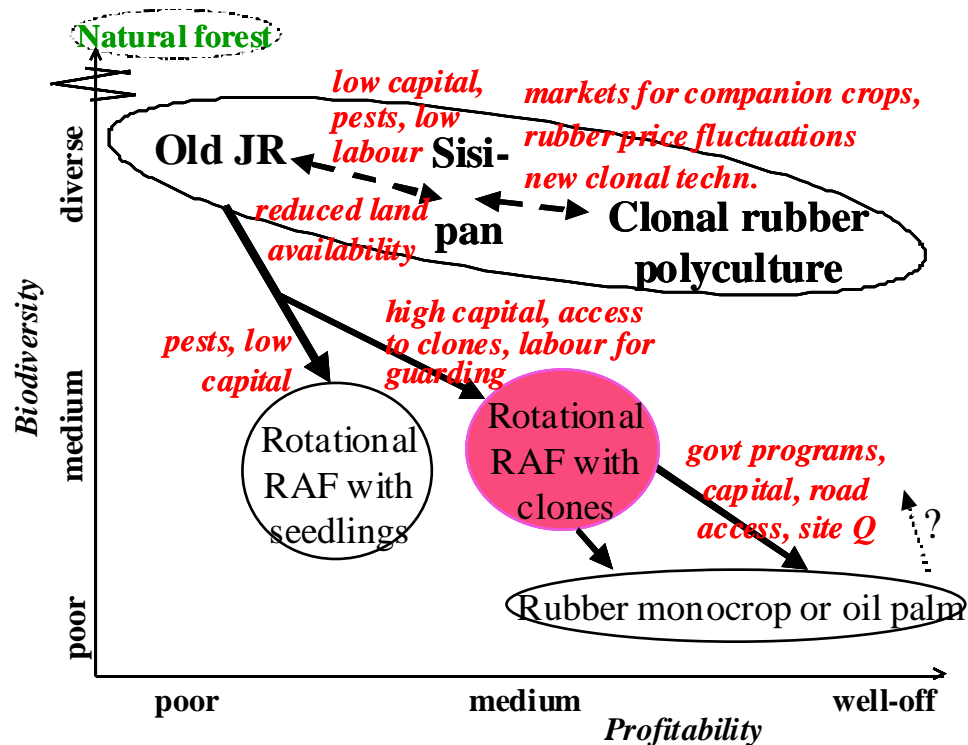 Natural forest
low capital,
pests, low
labour
markets for companion crops,
rubber price fluctuations
new clonal techn.
Old JR
Sisi-
pan
Clonal rubber
polyculture
reduced land
availability
pests, low
capital
high capital, access
to clones, labour for
guarding
Rotational
RAF with
seedlings
Rotational
RAF with
clones
govt programs,
capital, road
access, site Q
?
Rubber monocrop or oil palm
Biodiversity
diverse
medium
poor
poor
medium
well-off
Profitability